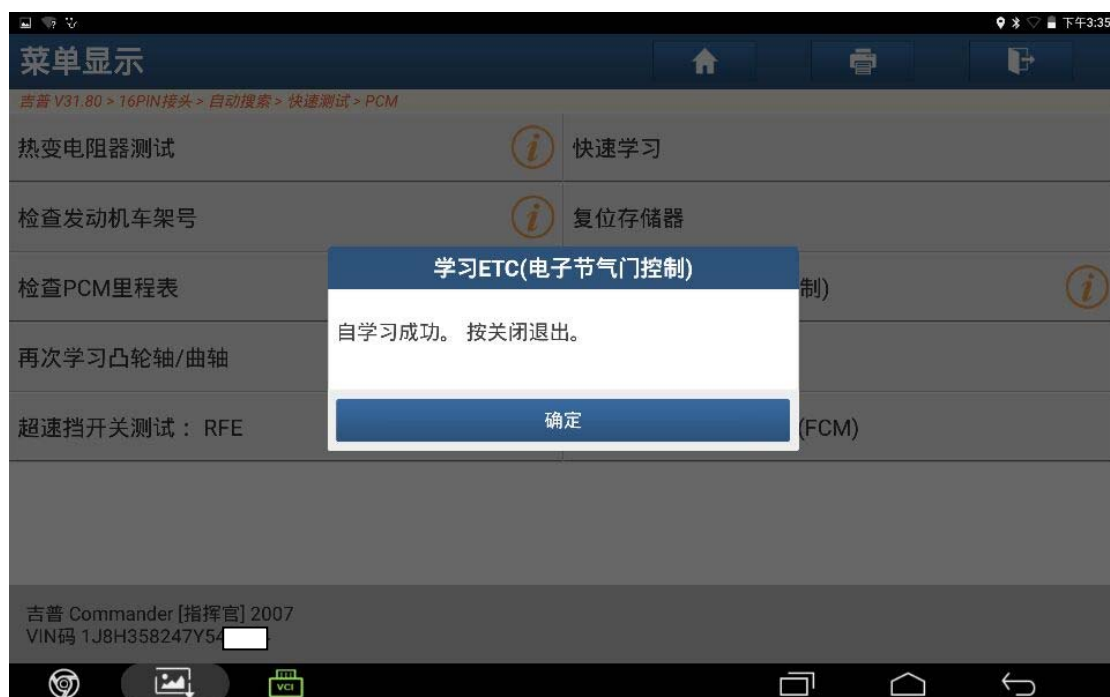 下午3:35
菜单显示
吉普 V31.80 > 16PIN接头 > 自动搜索 > 快速测试 > PCM
热变电阻器测试
快速学习
检查发动机车架号
复位存储器
学习ETC(电子节气门控制)
检查PCM里程表
制)
自学习成功。 按关闭退出。
再次学习凸轮轴/曲轴
确定
超速挡开关测试： RFE
(FCM)
吉普 Commander [指挥官] 2007
VIN码 1J8H358247Y54
VCI